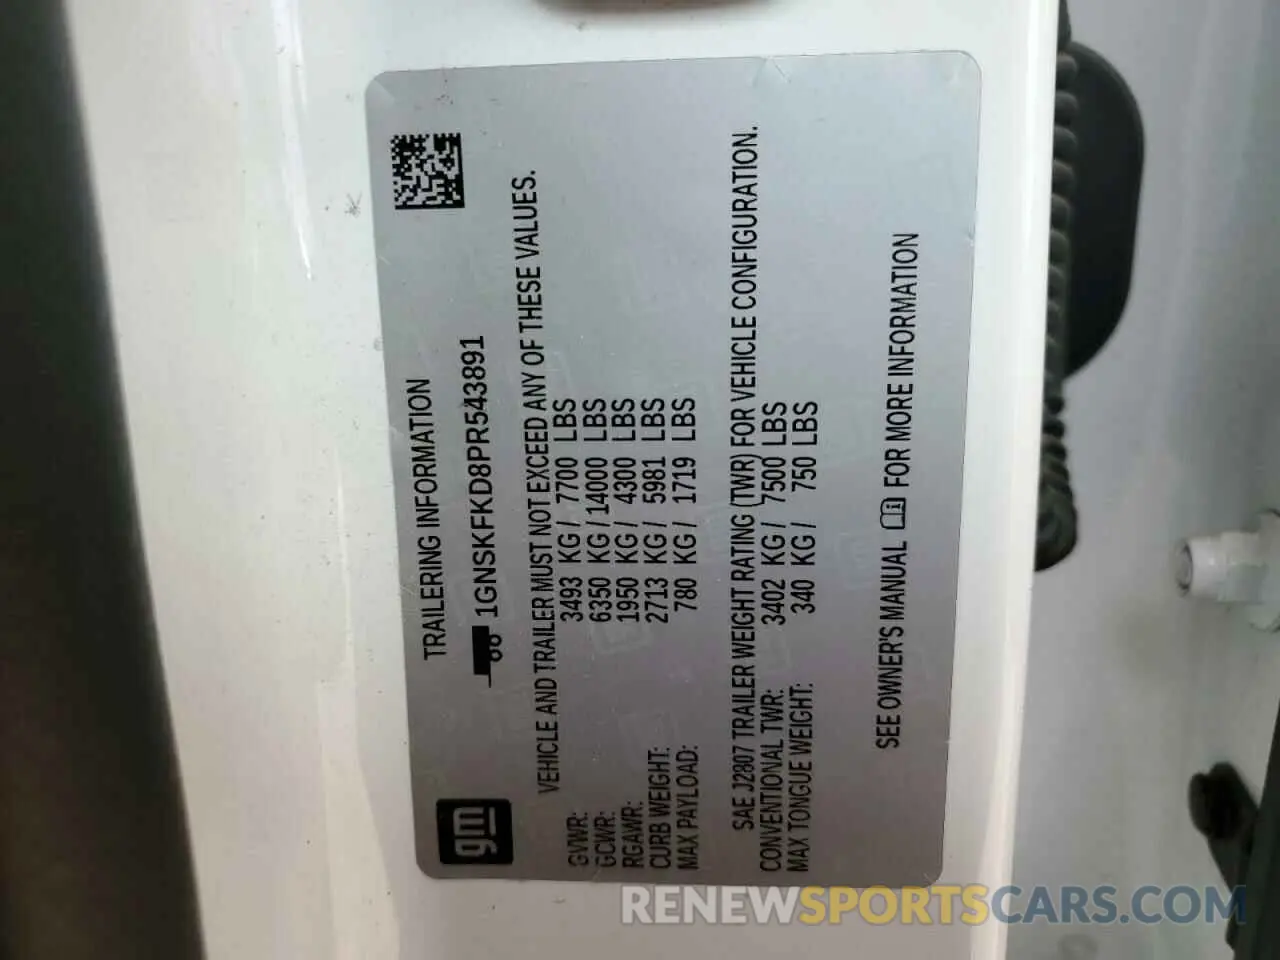 gm
TRAILERING INFORMATION
1GNSKFKD8PR543891
VEHICLE AND TRAILER MUST NOT EXCEED ANY OF THESE VALUES.
GVWR: 3493 KG / 7700 LBS
GCWR: 6350 KG / 14000 LBS
RGAWR: 1950 KG / 4300 LBS
CURB WEIGHT: 2713 KG / 5981 LBS
MAX PAYLOAD: 780 KG / 1719 LBS
SAE J2807 TRAILER WEIGHT RATING (TWR) FOR VEHICLE CONFIGURATION.
CONVENTIONAL TWR: 3402 KG / 7500 LBS
MAX TONGUE WEIGHT: 340 KG / 750 LBS
SEE OWNER'S MANUAL FOR MORE INFORMATION
RENEWSPORTSCARS.COM